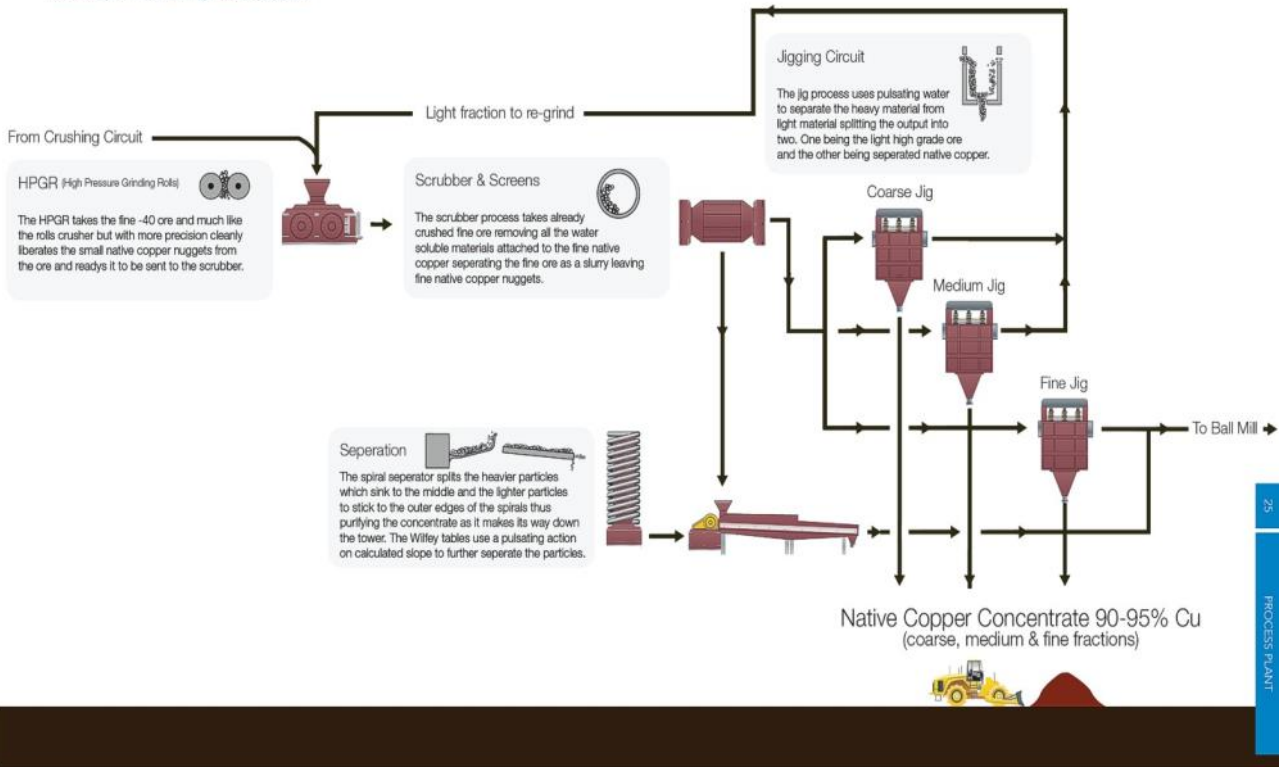 Jigging Circuit
The jig process uses pulsating water
to separate the heavy material from
light material splitting the output into
two. One being the light high grade ore
and the other being seperated native copper.
Light fraction to re-grind
From Crushing Circuit
HPGR (High Pressure Grinding Rolls)
The HPGR takes the fine -40 ore and much like
the rolls crusher but with more precision cleanly
liberates the small native copper nuggets from
the ore and readys it to be sent to the scrubber.
Scrubber & Screens
The scrubber process takes already
crushed fine ore removing all the water
soluble materials attached to the fine native
copper seperating the fine ore as a slurry leaving
fine native copper nuggets.
Coarse Jig
Medium Jig
Fine Jig
To Ball Mill
Seperation
The spiral seperator splits the heavier particles
which sink to the middle and the lighter particles
to stick to the outer edges of the spirals thus
purifying the concentrate as it makes its way down
the tower. The Wilfey tables use a pulsating action
on calculated slope to further seperate the particles.
Native Copper Concentrate 90-95% Cu
(coarse, medium & fine fractions)
25
PROCESS PLANT